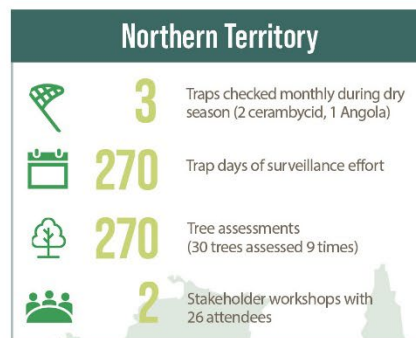 Northern Territory
3
Traps checked monthly during dry
season (2 cerambycid, 1 Angola)
270
Trap days of surveillance effort
270
Tree assessments
(30 trees assessed 9 times)
2
Stakeholder workshops with
26 attendees